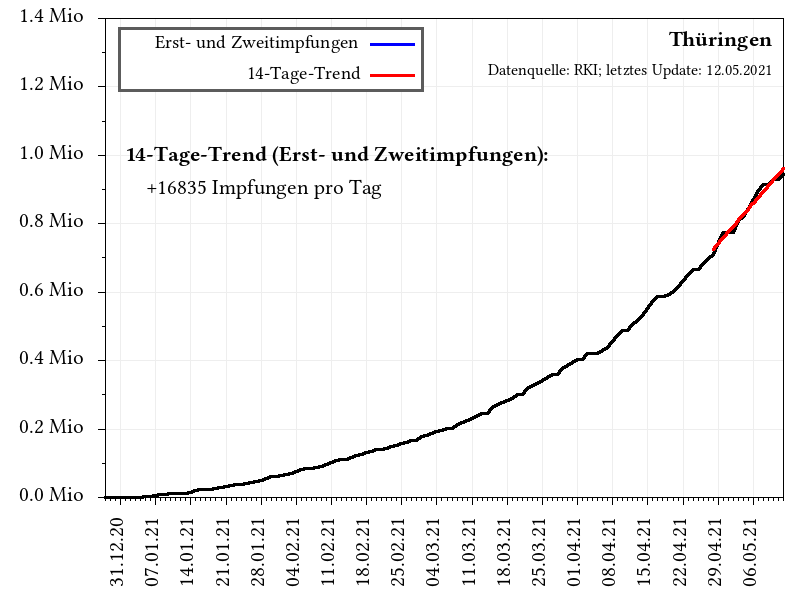 1.4 Mio
1.2 Mio
1.0 Mio
0.8 Mio
0.6 Mio
0.4 Mio
0.2 Mio
0.0 Mio
Erst- und Zweitimpfungen
14-Tage-Trend
Thüringen
Datenquelle: RKI; letztes Update: 12.05.2021
14-Tage-Trend (Erst- und Zweitimpfungen):
+16835 Impfungen pro Tag
31.12.20
07.01.21
14.01.21
21.01.21
28.01.21
04.02.21
11.02.21
18.02.21
25.02.21
04.03.21
11.03.21
18.03.21
25.03.21
01.04.21
08.04.21
15.04.21
22.04.21
29.04.21
06.05.21